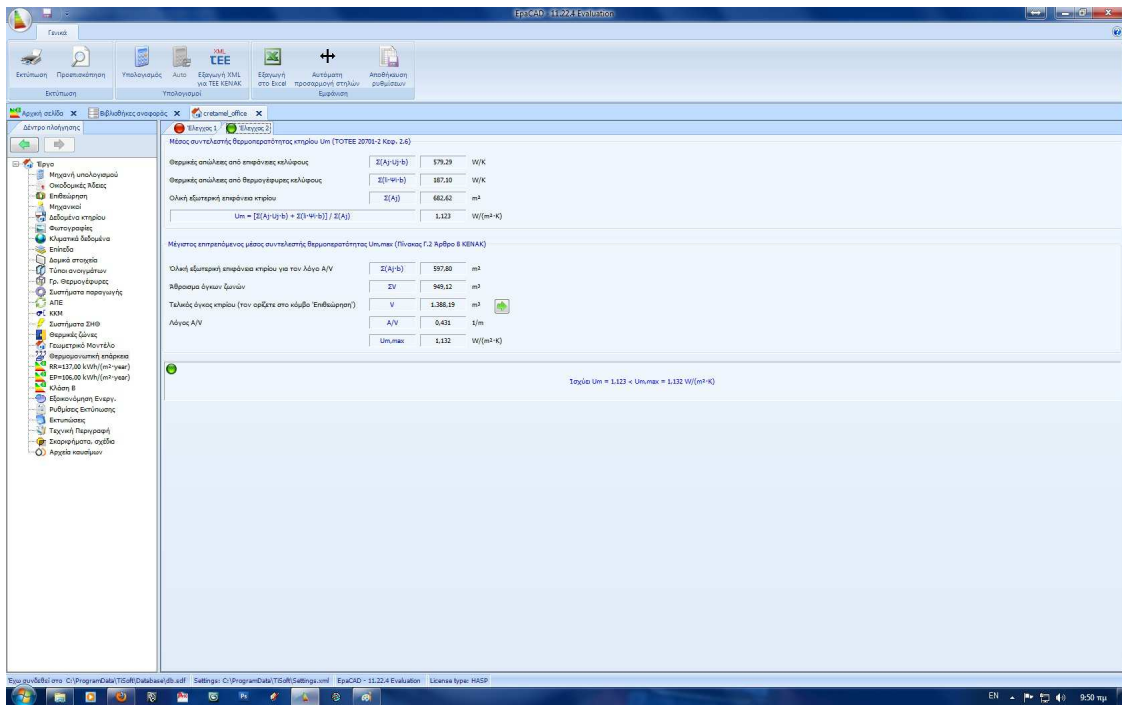 EpaCAD - 11.22.4 Evaluation
Γενικά
Εκτύπωση Προεπισκόπηση Υπολογισμός Auto Εξαγωγή XML για ΤΕΕ ΚΕΝΑΚ Εξαγωγή στο Excel Αυτόματη προσαρμογή στηλών Αποθήκευση ρυθμίσεων
Εκτύπωση Υπολογισμοί Εμφάνιση
Αρχική σελίδα X Βιβλιοθήκες αναφοράς X cretamel_office X
Δέντρο πλοήγησης
Έργο
Μηχανή υπολογισμού
Οικοδομικές Άδειες
Επιθεώρηση
Μηχανικοί
Δεδομένα κτηρίου
Φωτογραφίες
Κλιματικά δεδομένα
Επίπεδα
Δομικά στοιχεία
Τύποι ανοιγμάτων
Γρ. Θερμογέφυρες
Συστήματα παραγωγής
ΑΠΕ
ΚΚΜ
Συστήματα ΣΗΘ
Θερμικές ζώνες
Γεωμετρικό Μοντέλο
Θερμομονωτική επάρκεια
RR=137,00 kWh/(m²·year)
EP=106,00 kWh/(m²·year)
Κλάση Β
Εξοικονόμηση Ενεργ.
Ρυθμίσεις Εκτύπωσης
Εκτυπώσεις
Τεχνική Περιγραφή
Σκαριφήματα, σχέδια
Αρχεία καυσίμων
Έλεγχος 1 Έλεγχος 2
Μέσος συντελεστής θερμοπερατότητας κτηρίου Um (ΤΟΤΕΕ 20701-2 Κεφ. 2.6)
Θερμικές απώλειες από επιφάνειες κελύφους Σ(Aj·Uj·b) 579,29 W/K
Θερμικές απώλειες από θερμογέφυρες κελύφους Σ(li·Ψi·b) 187,10 W/K
Ολική εξωτερική επιφάνεια κτιρίου Σ(Aj) 682,62 m²
Um = [Σ(Aj·Uj·b) + Σ(li·Ψi·b)] / Σ(Aj) 1,123 W/(m²·K)
Μέγιστος επιτρεπόμενος μέσος συντελεστής θερμοπερατότητας Um,max (Πίνακας Γ.2 Άρθρο 8 ΚΕΝΑΚ)
Όλική εξωτερική επιφάνεια κτιρίου για τον λόγο A/V Σ(Aj·b) 597,80 m²
Άθροισμα όγκων ζωνών ΣV 949,12 m³
Τελικός όγκος κτηρίου (τον ορίζετε στο κόμβο 'Επιθεώρηση') V 1.388,19 m³
Λόγος A/V A/V 0,431 1/m
Um,max 1,132 W/(m²·K)
Ίσχύει Um = 1,123 < Um,max = 1,132 W/(m²·K)
Έχω συνδεθεί στο C:\ProgramData\TiSoft\Database\db.sdf Settings: C:\ProgramData\TiSoft\Settings.xml EpaCAD - 11.22.4 Evaluation License type: HASP
EN 9:50 πμ